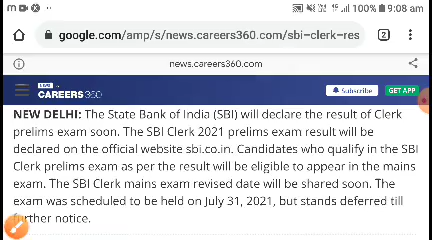 100% 9:08 am
google.com/amp/s/news.careers360.com/sbi-clerk-res 2
news.careers360.com
CAREERS360 Subscribe GET APP
NEW DELHI: The State Bank of India (SBI) will declare the result of Clerk
prelims exam soon. The SBI Clerk 2021 prelims exam result will be
declared on the official website sbi.co.in. Candidates who qualify in the SBI
Clerk prelims exam as per the result will be eligible to appear in the mains
exam. The SBI Clerk mains exam revised date will be shared soon. The
exam was scheduled to be held on July 31, 2021, but stands deferred till
further notice.